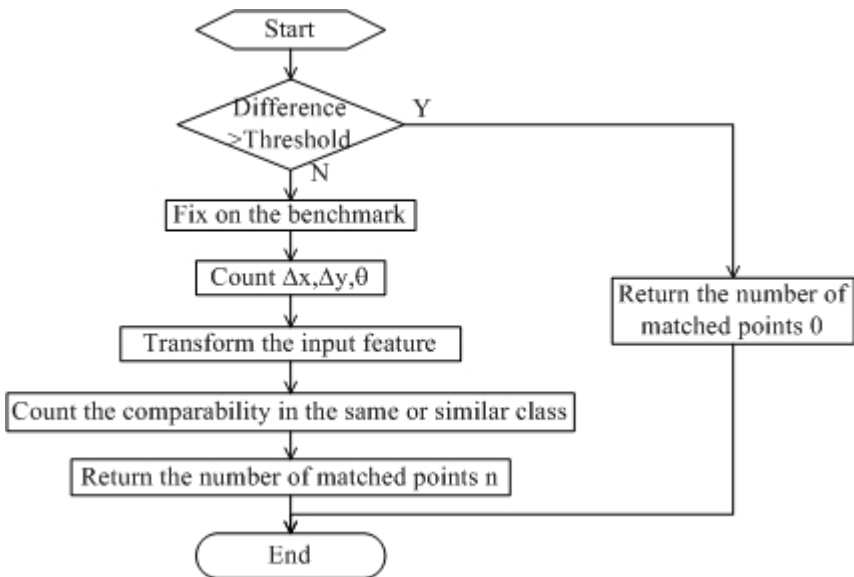 Start
Difference
>Threshold
Y
N
Fix on the benchmark
Count Δx,Δy,θ
Return the number of
matched points 0
Transform the input feature
Count the comparability in the same or similar class
Return the number of matched points n
End